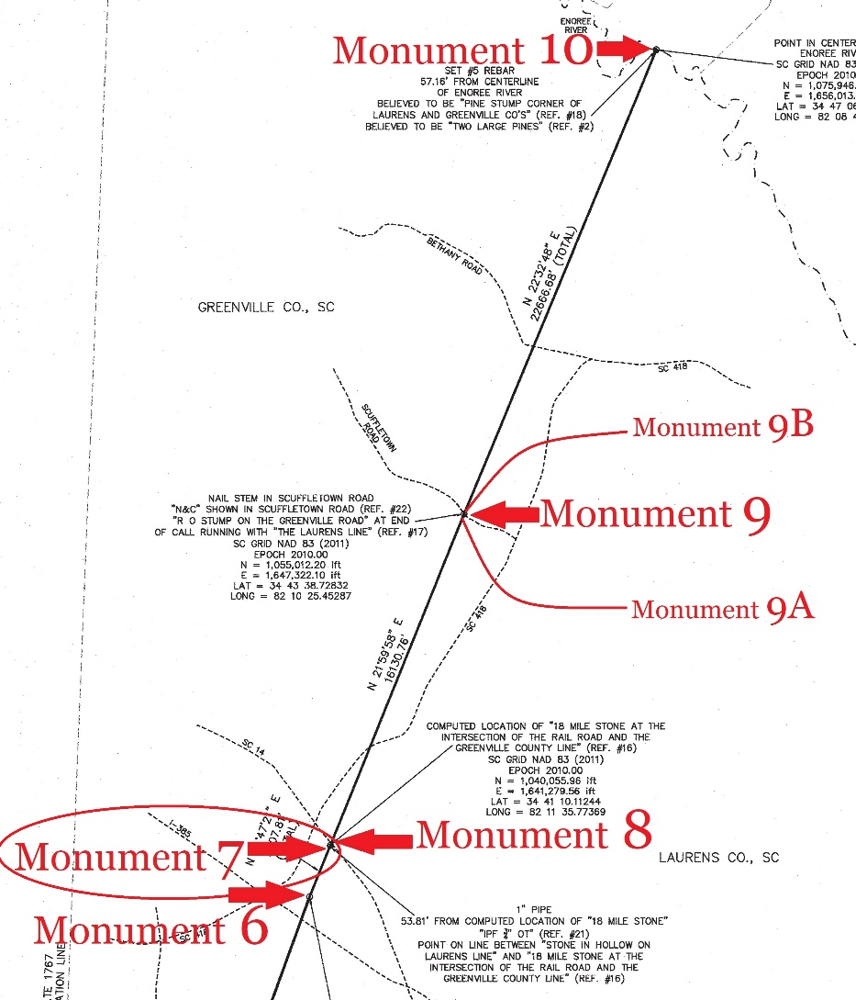 ENOREE
RIVER
Monument 10
SET #5 REBAR
57.16' FROM CENTERLINE
OF ENOREE RIVER
BELIEVED TO BE "PINE STUMP CORNER OF
LAURENS AND GREENVILLE CO'S" (REF. #18)
BELIEVED TO BE "TWO LARGE PINES" (REF. #2)
POINT IN CENTER
ENOREE RIV
SC GRID NAD 83
EPOCH 2010
N = 1,075,946.
E = 1,656,013.
LAT = 34 47 06
LONG = 82 08 4
BETHANY ROAD
N 22°32'48" E
22666.68' (TOTAL)
GREENVILLE CO., SC
SC 418
SCUFFLETOWN
ROAD
Monument 9B
NAIL STEM IN SCUFFLETOWN ROAD
"N&C" SHOWN IN SCUFFLETOWN ROAD (REF. #22)
"R O STUMP ON THE GREENVILLE ROAD" AT END
OF CALL RUNNING WITH "THE LAURENS LINE" (REF. #17)
SC GRID NAD 83 (2011)
EPOCH 2010.00
N = 1,055,012.20 ift
E = 1,647,322.10 ift
LAT = 34 43 38.72832
LONG = 82 10 25.45287
Monument 9
Monument 9A
SC 418
N 21°59'58" E
16130.76'
COMPUTED LOCATION OF "18 MILE STONE AT THE
INTERSECTION OF THE RAIL ROAD AND THE
GREENVILLE COUNTY LINE" (REF. #16)
SC GRID NAD 83 (2011)
EPOCH 2010.00
N = 1,040,055.96 ift
E = 1,641,279.56 ift
LAT = 34 41 10.11244
LONG = 82 11 35.77369
SC 14
I-385
Monument 7
Monument 8
LAURENS CO., SC
Monument 6
1" PIPE
53.81' FROM COMPUTED LOCATION OF "18 MILE STONE"
"IPF ¾" OT" (REF. #21)
POINT ON LINE BETWEEN "STONE IN HOLLOW ON
LAURENS LINE" AND "18 MILE STONE AT THE
INTERSECTION OF THE RAIL ROAD AND THE
GREENVILLE COUNTY LINE" (REF. #16)
TE 1767
ATION LINE